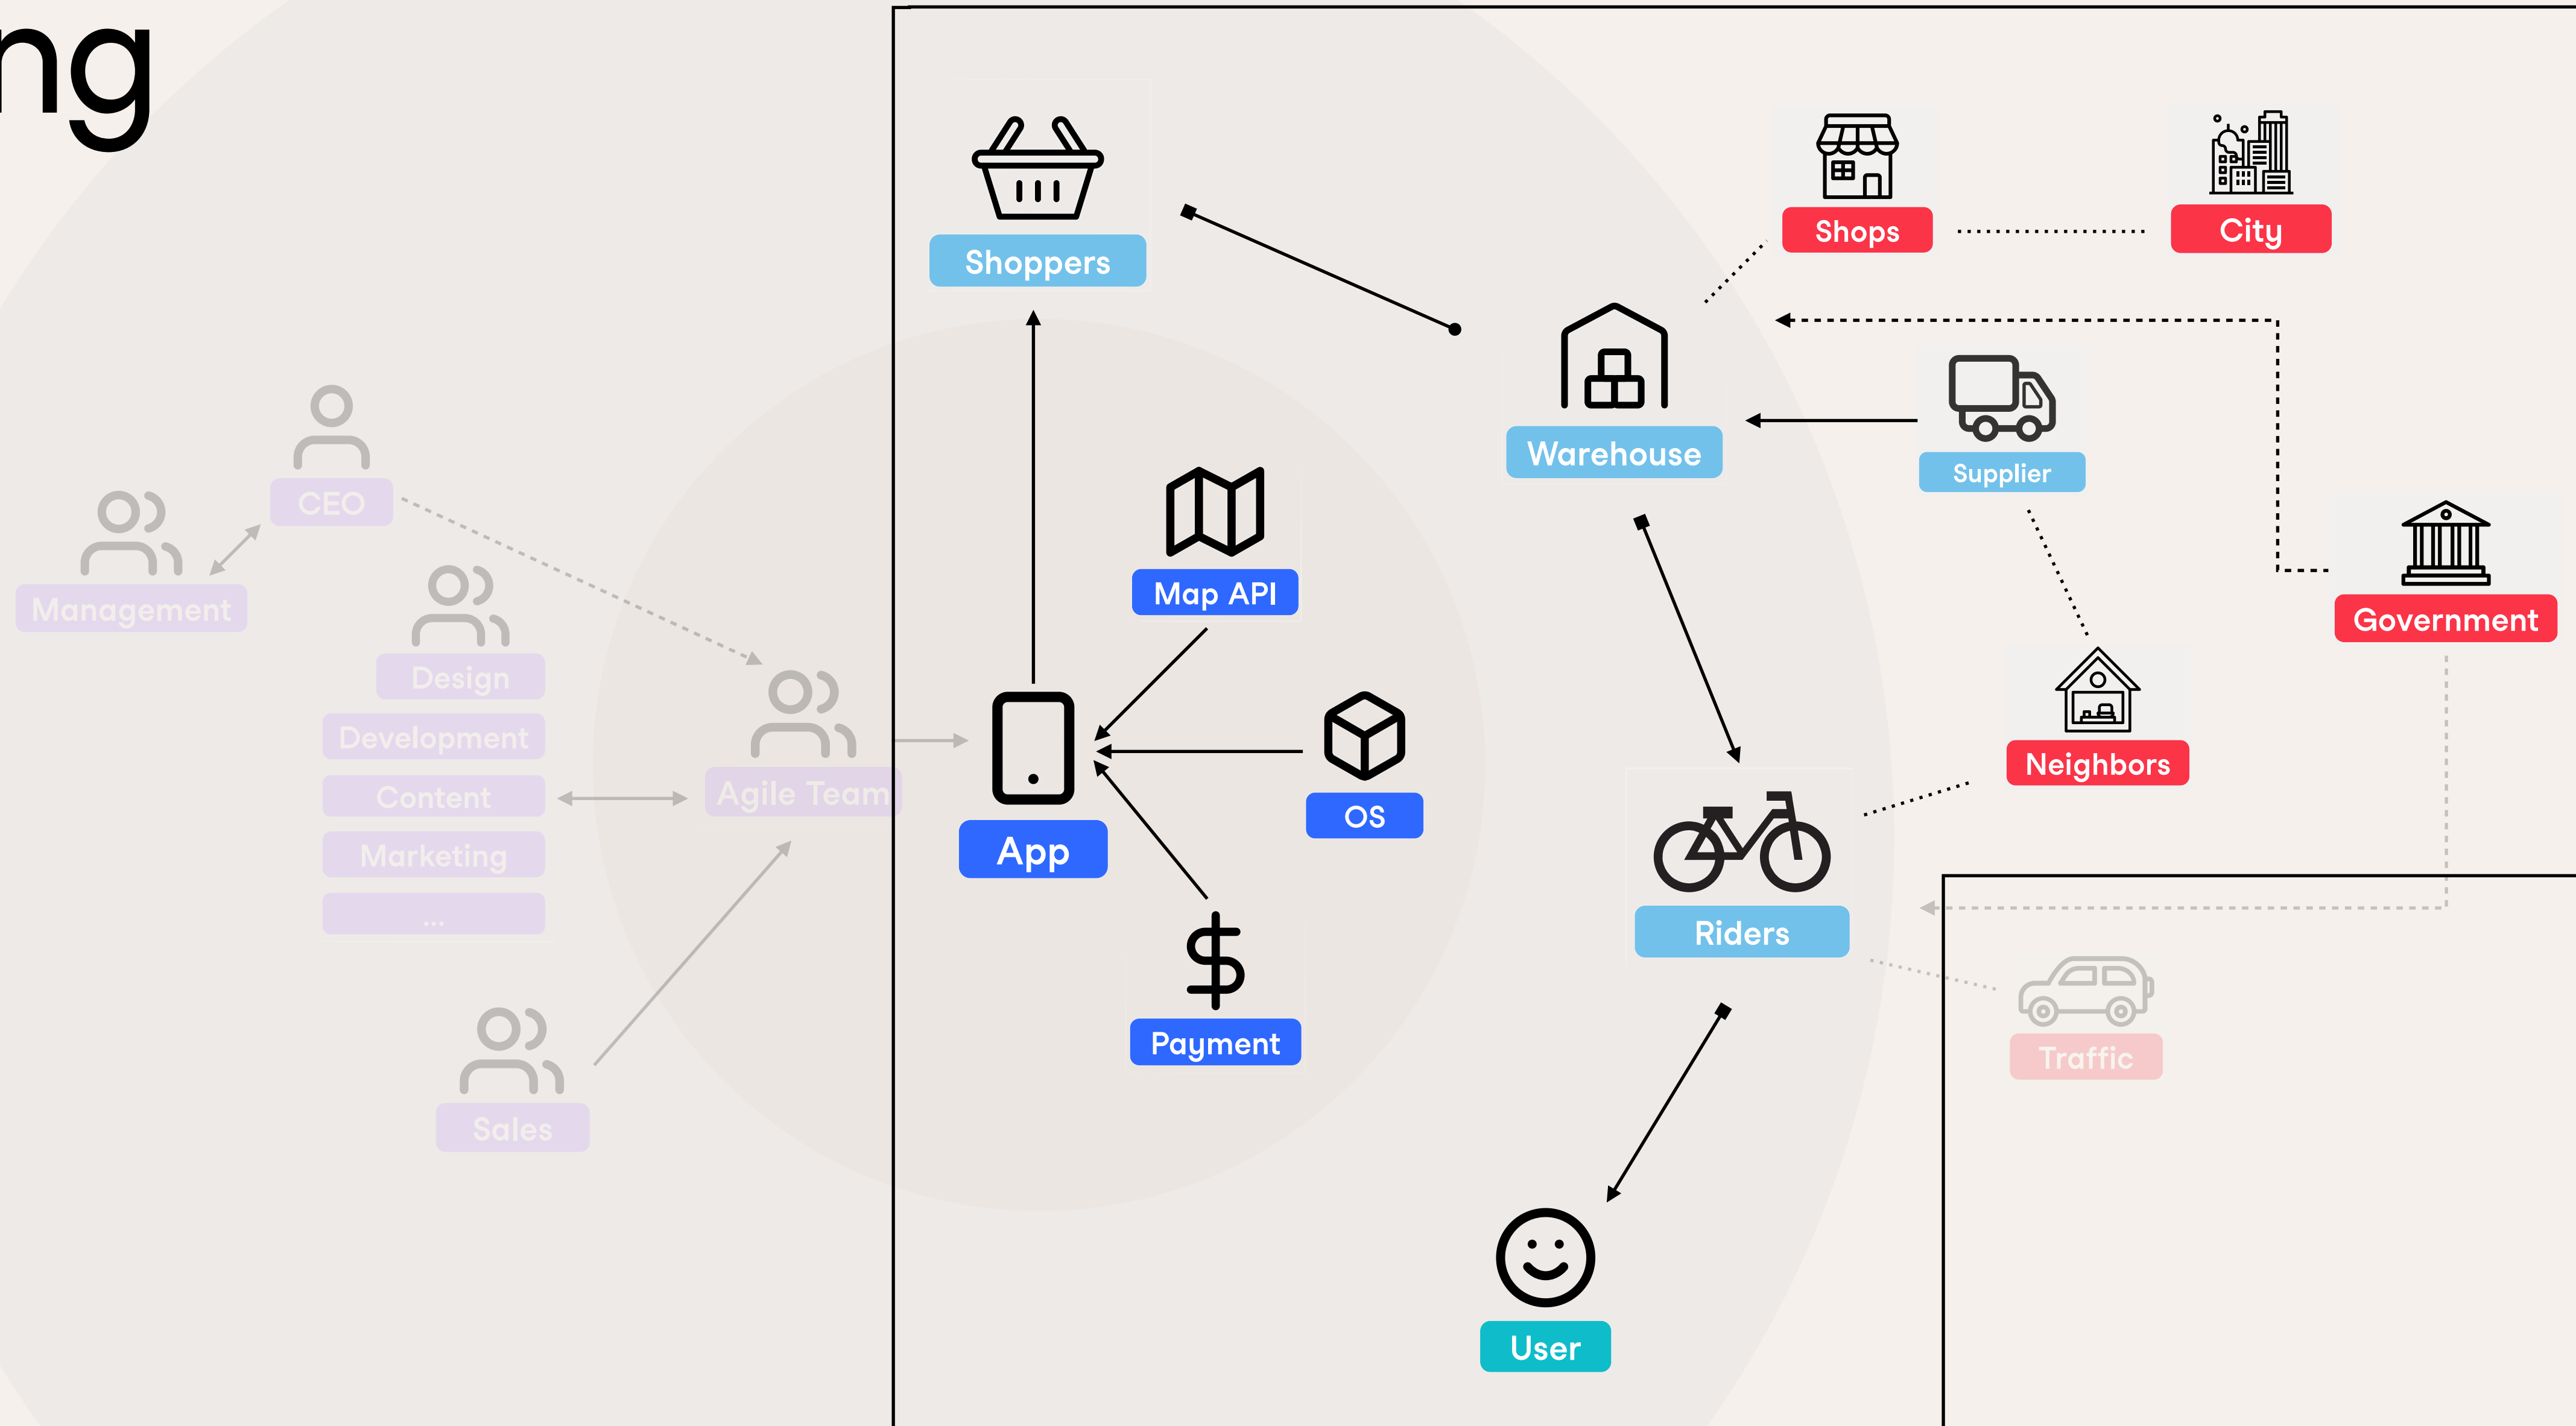 ng
Shoppers
Shops
City
Warehouse
Supplier
CEO
Management
Map API
Government
Design
Development
Content
Marketing
...
Agile Team
App
OS
Neighbors
Riders
Payment
Traffic
Sales
User